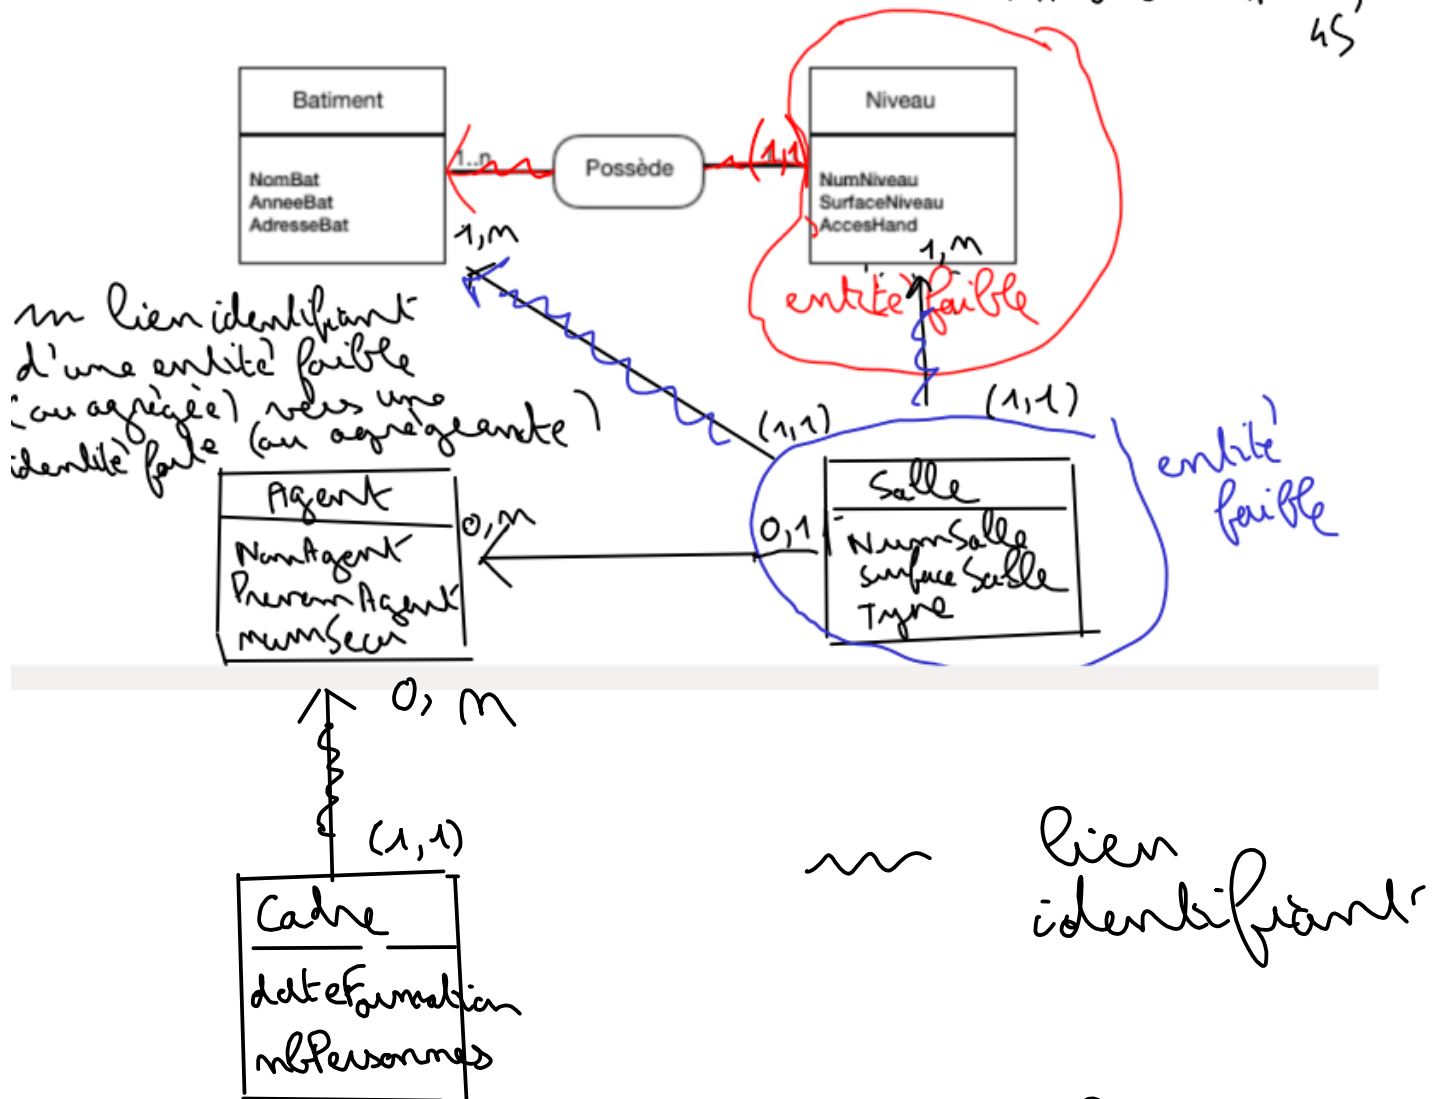 45
Batiment
Niveau
1..n
Possède
(1,1)
NomBat
AnneeBat
AdresseBat
NumNiveau
SurfaceNiveau
AccesHand
1,n
1,n
entité faible
lien identifiant
d'une entité faible
(ou agrégée) vers une
identité forte (ou agrégeante)
(1,1)
(1,1)
entité
faible
Agent
Salle
0,n
0,1
NomAgent
PrenomAgent
numSecu
NumSalle
SurfaceSalle
Type
0, n
(1,1)
lien
identifiant
Cadre
dateFormation
nbPersonnes